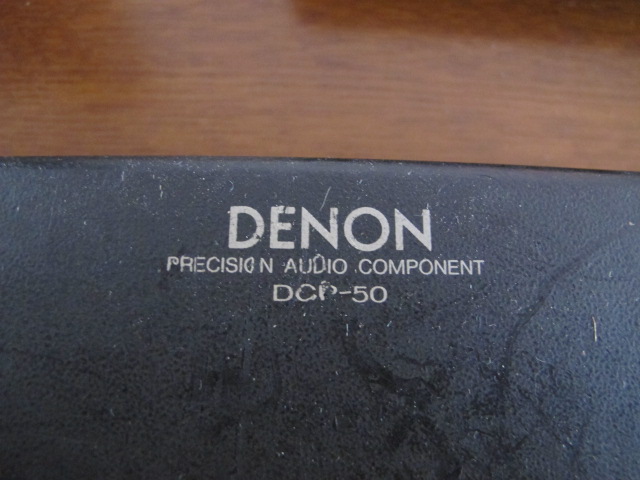 DENON
PRECISION AUDIO COMPONENT
DCP-50